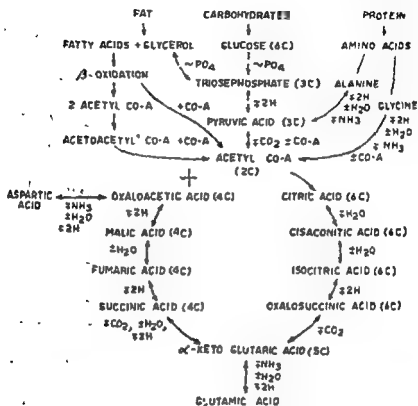 FAT CARBOHYDRATES PROTEIN
FATTY ACIDS + GLYCEROL GLUCOSE (6C) AMINO ACIDS
~PO4 ~PO4
β-OXIDATION TRIOSEPHOSPHATE (3C) ALANINE
∓2H ∓2H GLYCINE
2 ACETYL CO-A +CO-A ±H2O ∓2H
PYRUVIC ACID (3C) ∓NH3 ±H2O
ACETOACETYL CO-A +CO-A ∓CO2 ±CO-A ∓NH3
ACETYL CO-A ±CO-A
(2C)
+
ASPARTIC ACID OXALOACETIC ACID (4C) CITRIC ACID (6C)
∓NH3 ∓2H ∓H2O
±H2O MALIC ACID (4C) CISACONITIC ACID (6C)
∓2H ±H2O ±H2O
FUMARIC ACID (4C) ISOCITRIC ACID (6C)
∓2H ∓2H
SUCCINIC ACID (4C) OXALOSUCCINIC ACID (6C)
∓CO2, ±H2O, ∓CO2
∓2H
α-KETO GLUTARIC ACID (5C)
∓NH3
±H2O
∓2H
GLUTAMIC ACID